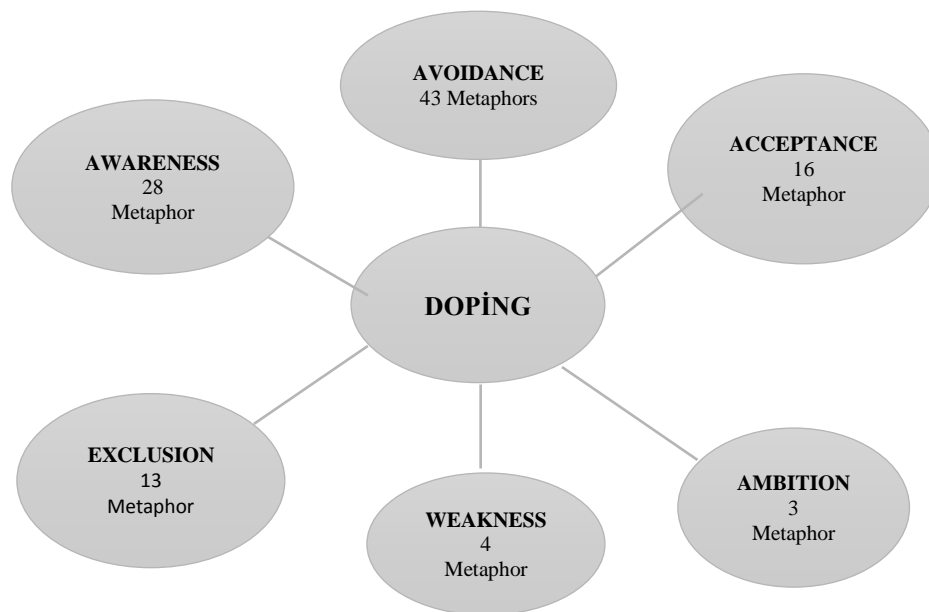 AVOIDANCE
43 Metaphors
AWARENESS
28
Metaphor
ACCEPTANCE
16
Metaphor
DOPİNG
EXCLUSION
13
Metaphor
WEAKNESS
4
Metaphor
AMBITION
3
Metaphor